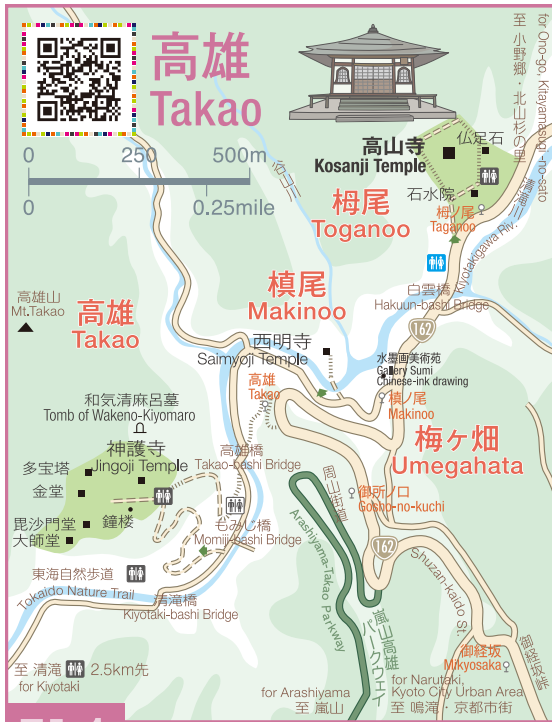 高雄
Takao
0 250 500m
0 0.25mile
至 小野郷・北山杉の里
for Ono-go, Kitayamasugi-no-sato
高山寺
Kosanji Temple
仏足石
石水院
栂ノ尾
Taganoo
栂尾
Toganoo
清滝川
Kiyotakigawa Riv.
白雲橋
Hakuun-bashi Bridge
162
高雄山
Mt.Takao
高雄
Takao
槙尾
Makinoo
西明寺
Saimyoji Temple
水墨画美術苑
Gallery Sumi
Chinese-ink drawing
高雄
Takao
槙ノ尾
Makinoo
梅ヶ畑
Umegahata
和気清麻呂墓
Tomb of Wakeno-Kiyomaro
神護寺
Jingoji Temple
多宝塔
金堂
鐘楼
毘沙門堂
大師堂
高雄橋
Takao-bashi Bridge
もみじ橋
Momiji-bashi Bridge
周山街道
御所ノ口
Gosho-no-kuchi
162
Shuzan-kaido St.
Arashiyama-Takao Parkway
嵐山高雄
パークウェイ
東海自然歩道
Tokaido Nature Trail
清滝橋
Kiyotaki-bashi Bridge
御経坂
Mikyosaka
御経坂峠
至 清滝 2.5km先
for Kiyotaki
for Arashiyama
至 嵐山
for Narutaki,
Kyoto City Urban Area
至 鳴滝・京都市街